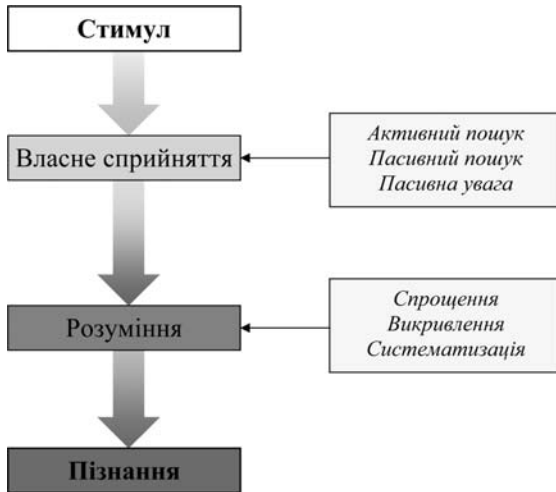 Стимул
Власне сприйняття
Активний пошук
Пасивний пошук
Пасивна увага
Розуміння
Спрощення
Викривлення
Систематизація
Пізнання